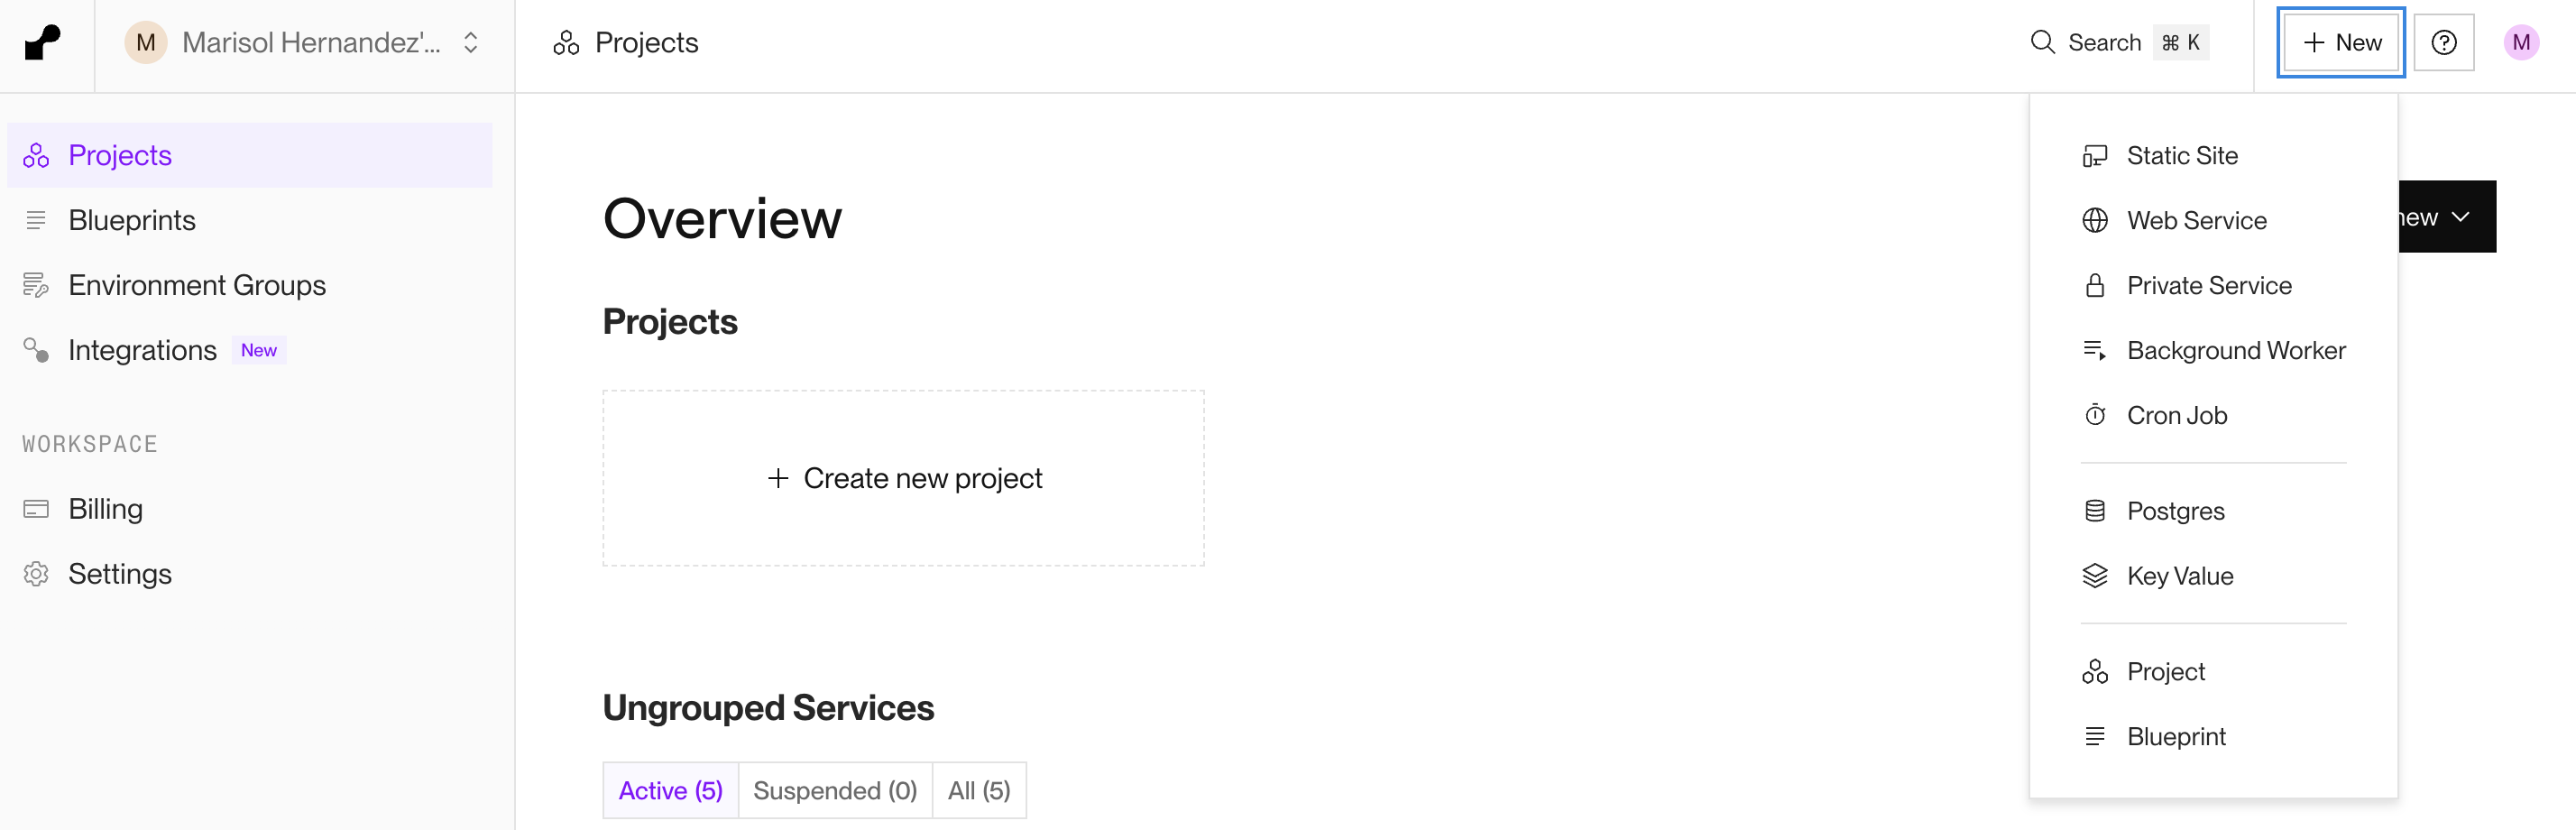 M Marisol Hernandez'...
Projects
Search ⌘ K
+ New
M
Projects
Blueprints
Environment Groups
Integrations New
WORKSPACE
Billing
Settings
Overview
Projects
+ Create new project
Ungrouped Services
Active (5) Suspended (0) All (5)
Static Site
Web Service
Private Service
Background Worker
Cron Job
Postgres
Key Value
Project
Blueprint